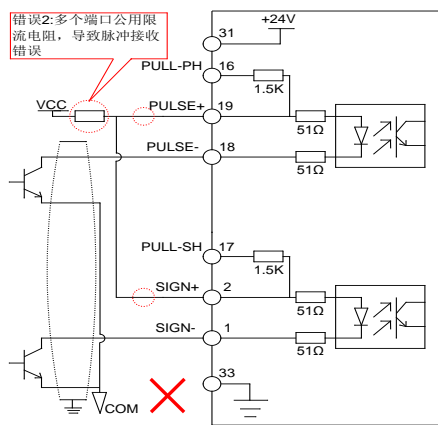 错误2:多个端口公用限
流电阻，导致脉冲接收
错误
+24V
31
PULL-PH 16
1.5K
VCC
PULSE+ 19
51Ω
PULSE- 18
51Ω
PULL-SH 17
1.5K
SIGN+ 2
51Ω
SIGN- 1
51Ω
33
COM